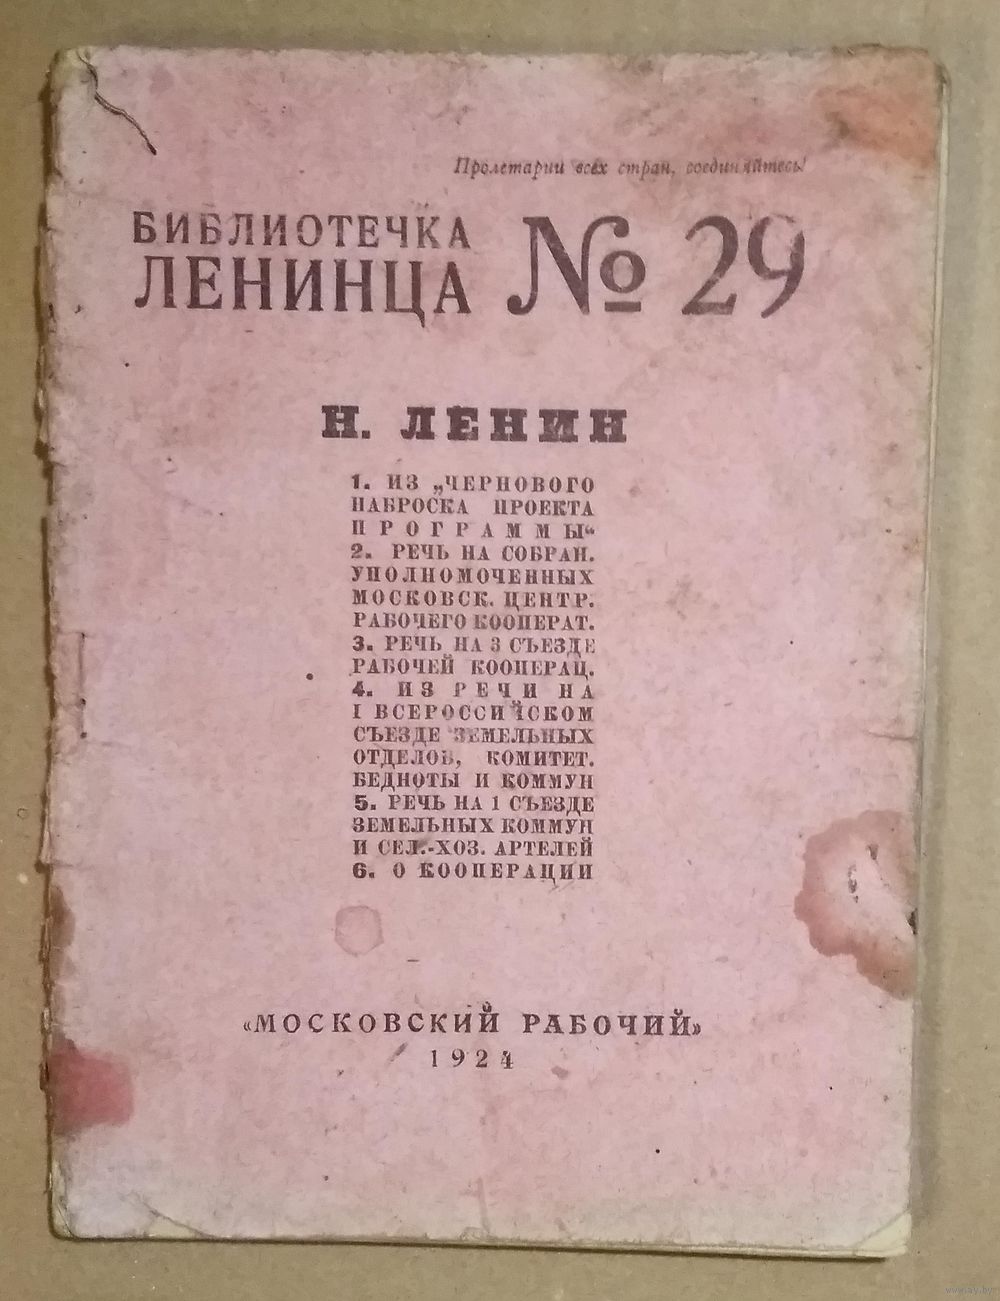 Пролетарии всех стран, соединяйтесь!
БИБЛИОТЕЧКА
ЛЕНИНЦА № 29
Н. ЛЕНИН
1. ИЗ „ЧЕРНОВОГО
НАБРОСКА ПРОЕКТА
ПРОГРАММЫ“
2. РЕЧЬ НА СОБРАН.
УПОЛНОМОЧЕННЫХ
МОСКОВСК. ЦЕНТР.
РАБОЧЕГО КООПЕРАТ.
3. РЕЧЬ НА 3 СЪЕЗДЕ
РАБОЧЕЙ КООПЕРАЦ.
4. ИЗ РЕЧИ НА
I ВСЕРОССИЙСКОМ
СЪЕЗДЕ ЗЕМЕЛЬНЫХ
ОТДЕЛОВ, КОМИТЕТ.
БЕДНОТЫ И КОММУН
5. РЕЧЬ НА 1 СЪЕЗДЕ
ЗЕМЕЛЬНЫХ КОММУН
И СЕЛ.-ХОЗ. АРТЕЛЕЙ
6. О КООПЕРАЦИИ
«МОСКОВСКИЙ РАБОЧИЙ»
1924
www.ay.by